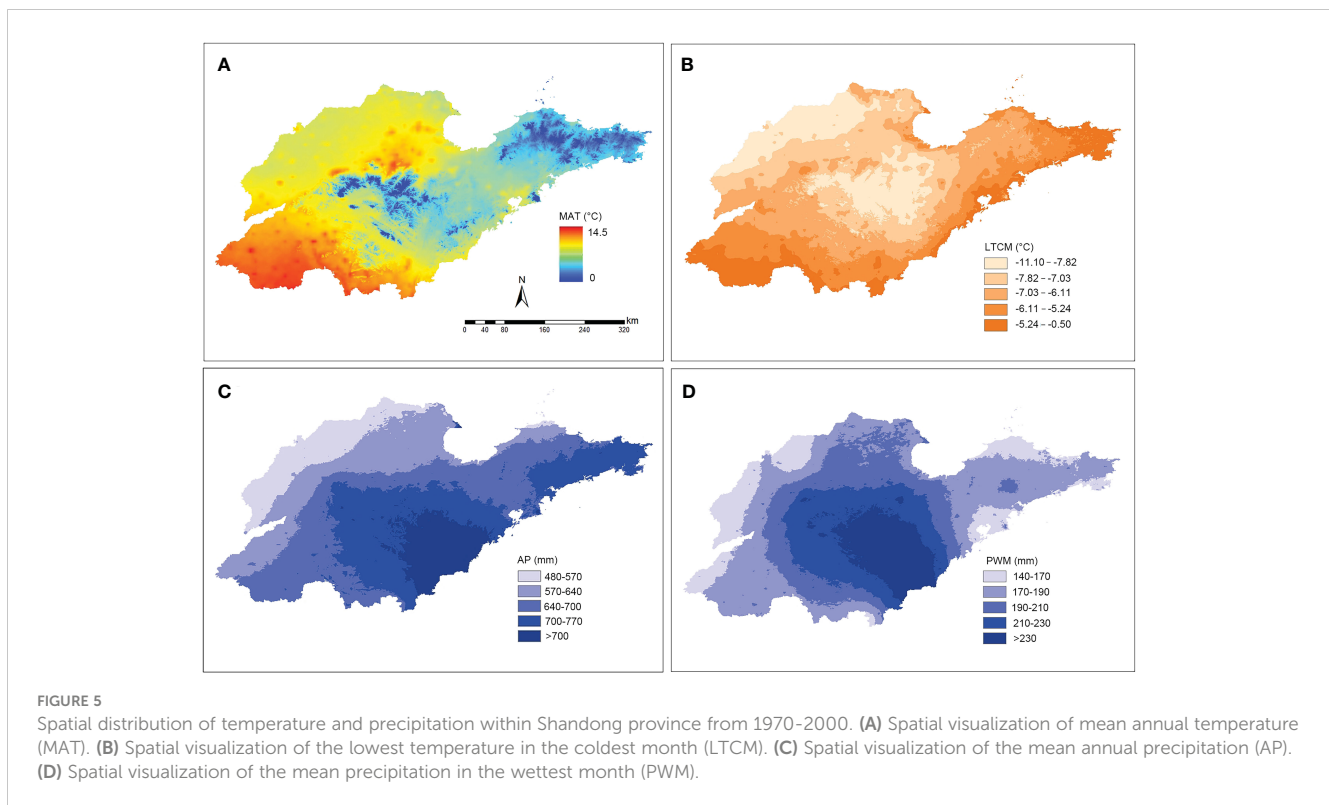 A
MAT (°C)
14.5
0
N
km
0 20 40 80 160 240 320
B
LTCM (°C)
-11.10 – -7.82
-7.82 – -7.03
-7.03 – -6.11
-6.11 – -5.24
-5.24 – -0.50
C
AP (mm)
480-570
570-640
640-700
700-770
>700
D
PWM (mm)
140-170
170-190
190-210
210-230
>230
FIGURE 5
Spatial distribution of temperature and precipitation within Shandong province from 1970-2000. (A) Spatial visualization of mean annual temperature
(MAT). (B) Spatial visualization of the lowest temperature in the coldest month (LTCM). (C) Spatial visualization of the mean annual precipitation (AP).
(D) Spatial visualization of the mean precipitation in the wettest month (PWM).